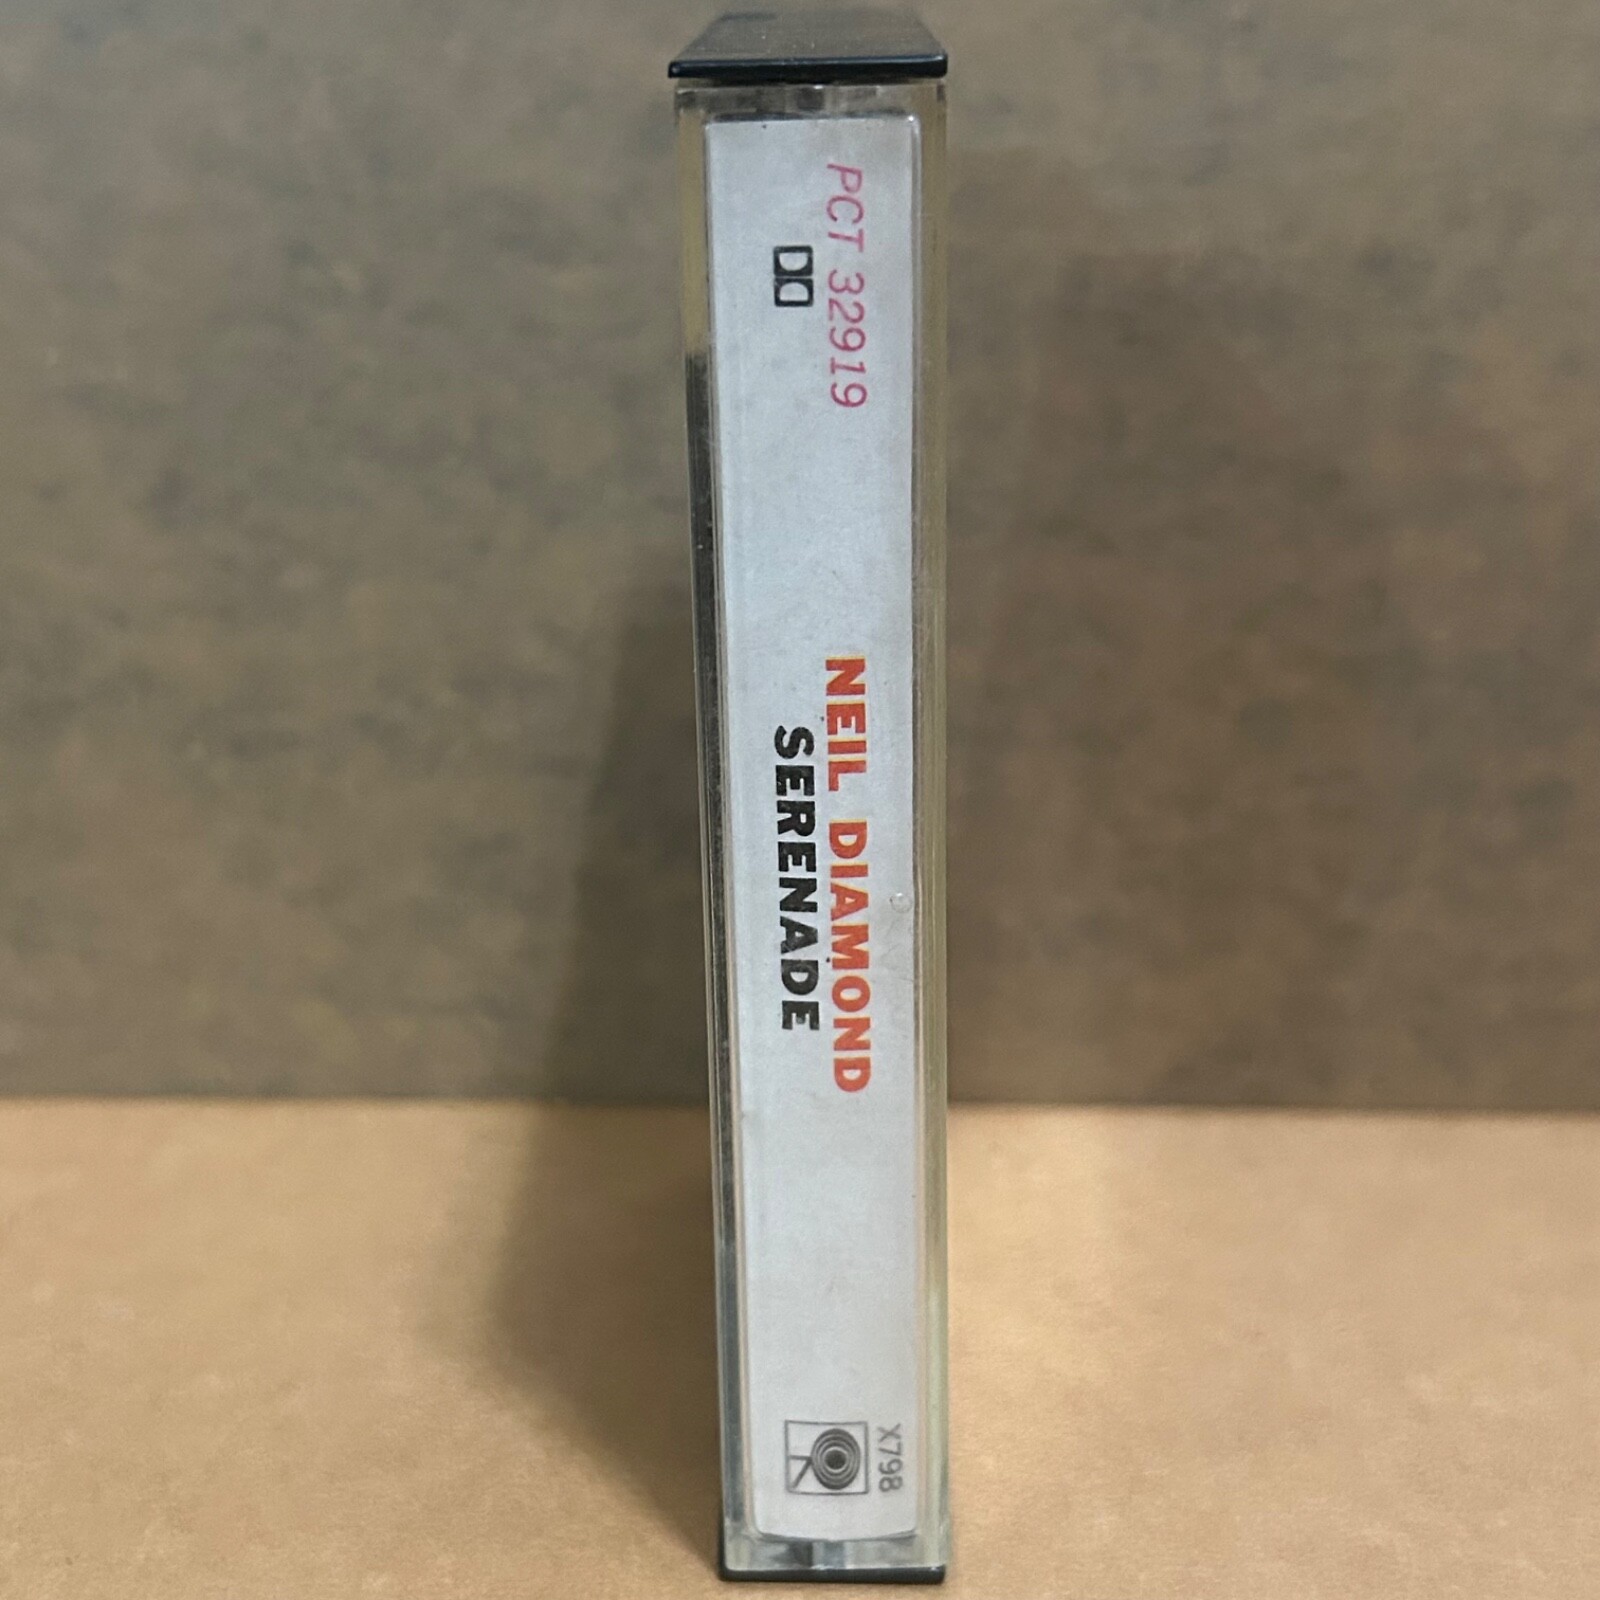 PCT 32919
NEIL DIAMOND
SERENADE
X798